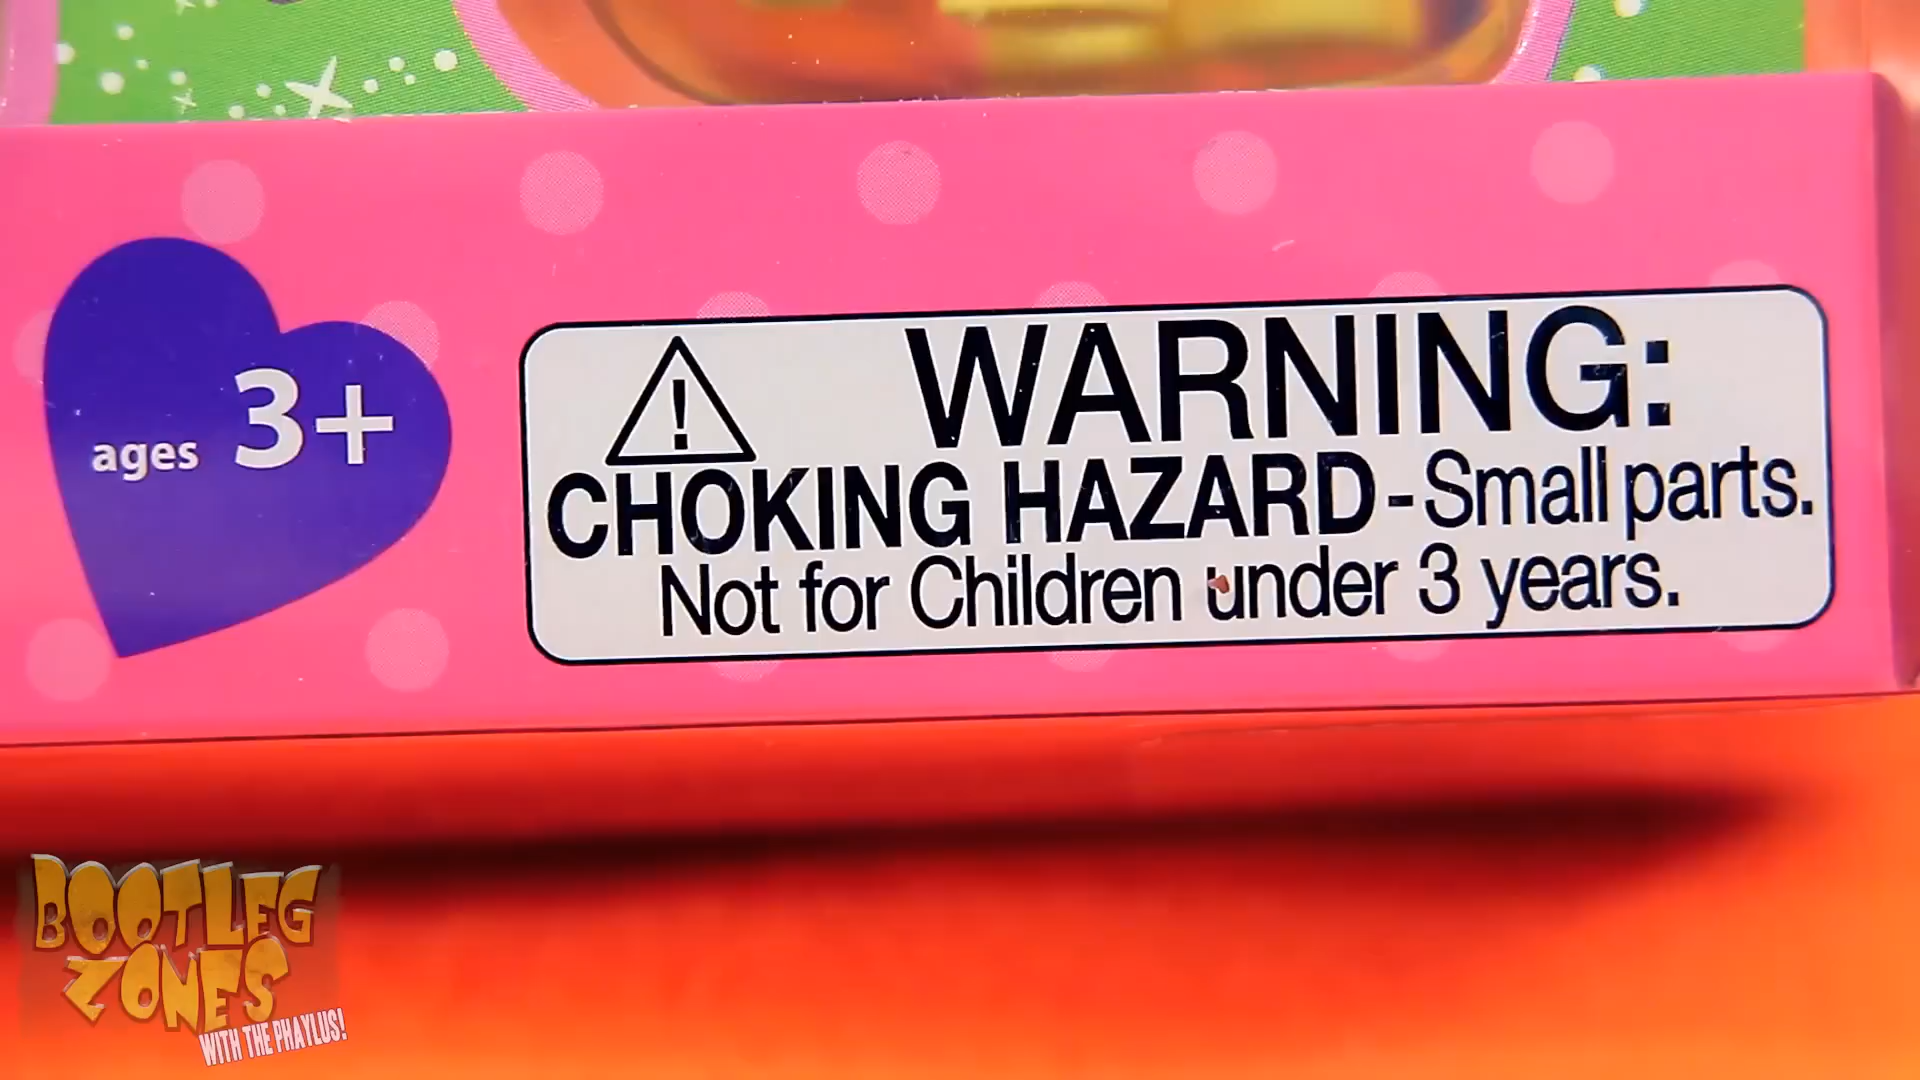 ages 3+
WARNING:
CHOKING HAZARD - Small parts.
Not for Children under 3 years.
BOOTLEG
ZONES
WITH THE PHAYLUS!